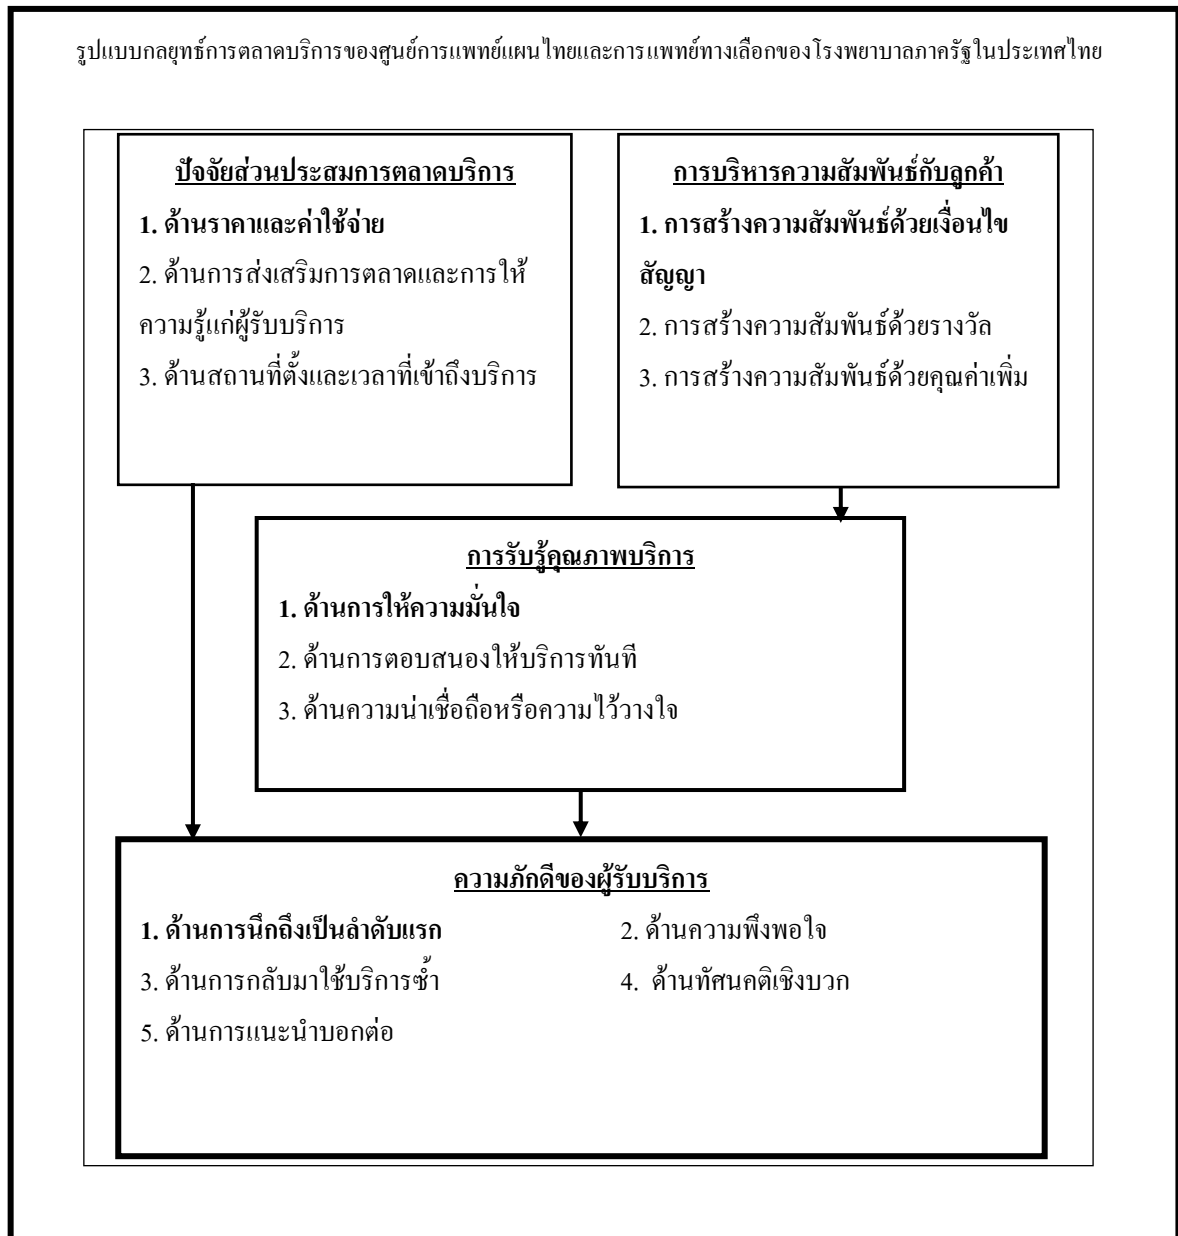 รูปแบบกลยุทธ์การตลาดบริการของศูนย์การแพทย์แผนไทยและการแพทย์ทางเลือกของโรงพยาบาลภาครัฐในประเทศไทย
ปัจจัยส่วนประสมการตลาดบริการ
1. ด้านราคาและค่าใช้จ่าย
2. ด้านการส่งเสริมการตลาดและการให้
ความรู้แก่ผู้รับบริการ
3. ด้านสถานที่ตั้งและเวลาที่เข้าถึงบริการ
การบริหารความสัมพันธ์กับลูกค้า
1. การสร้างความสัมพันธ์ด้วยเงื่อนไข
สัญญา
2. การสร้างความสัมพันธ์ด้วยรางวัล
3. การสร้างความสัมพันธ์ด้วยคุณค่าเพิ่ม
การรับรู้คุณภาพบริการ
1. ด้านการให้ความมั่นใจ
2. ด้านการตอบสนองให้บริการทันที
3. ด้านความน่าเชื่อถือหรือความไว้วางใจ
ความภักดีของผู้รับบริการ
1. ด้านการนึกถึงเป็นลำดับแรก
2. ด้านความพึงพอใจ
3. ด้านการกลับมาใช้บริการซ้ำ
4. ด้านทัศนคติเชิงบวก
5. ด้านการแนะนำบอกต่อ